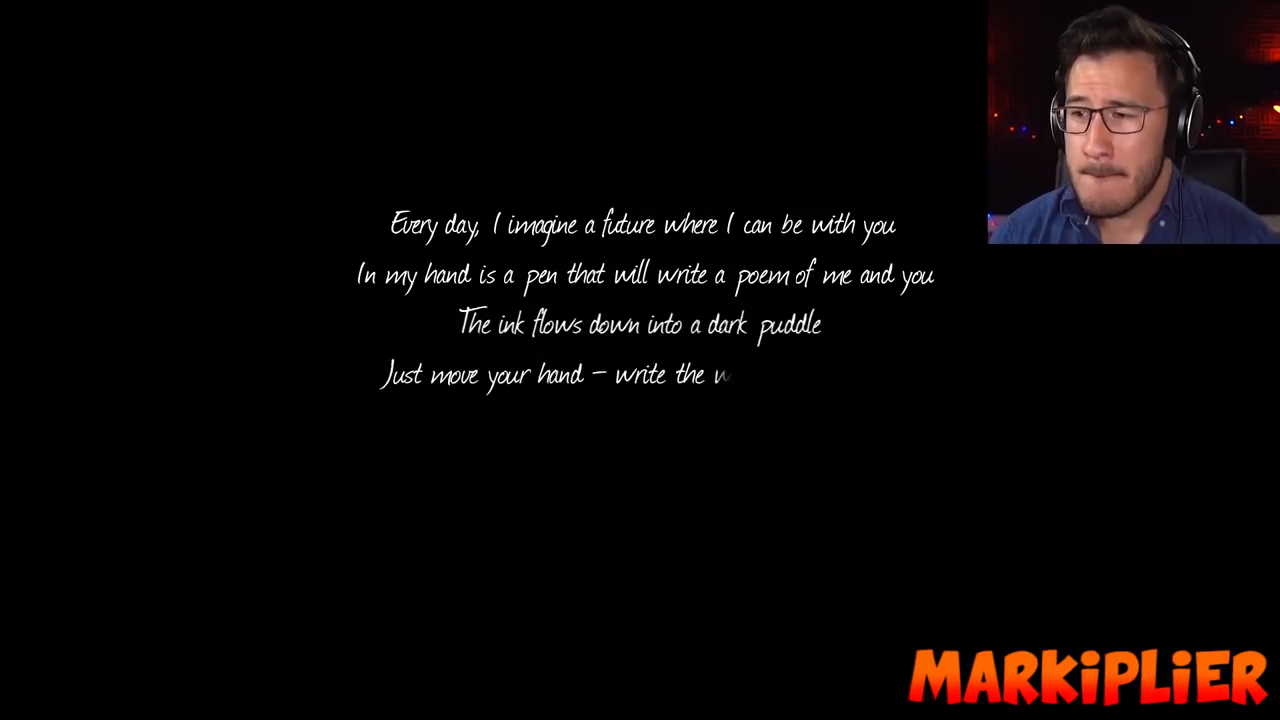 Every day, I imagine a future where I can be with you
In my hand is a pen that will write a poem of me and you
The ink flows down into a dark puddle
Just move your hand – write the w
MARKiPLiER